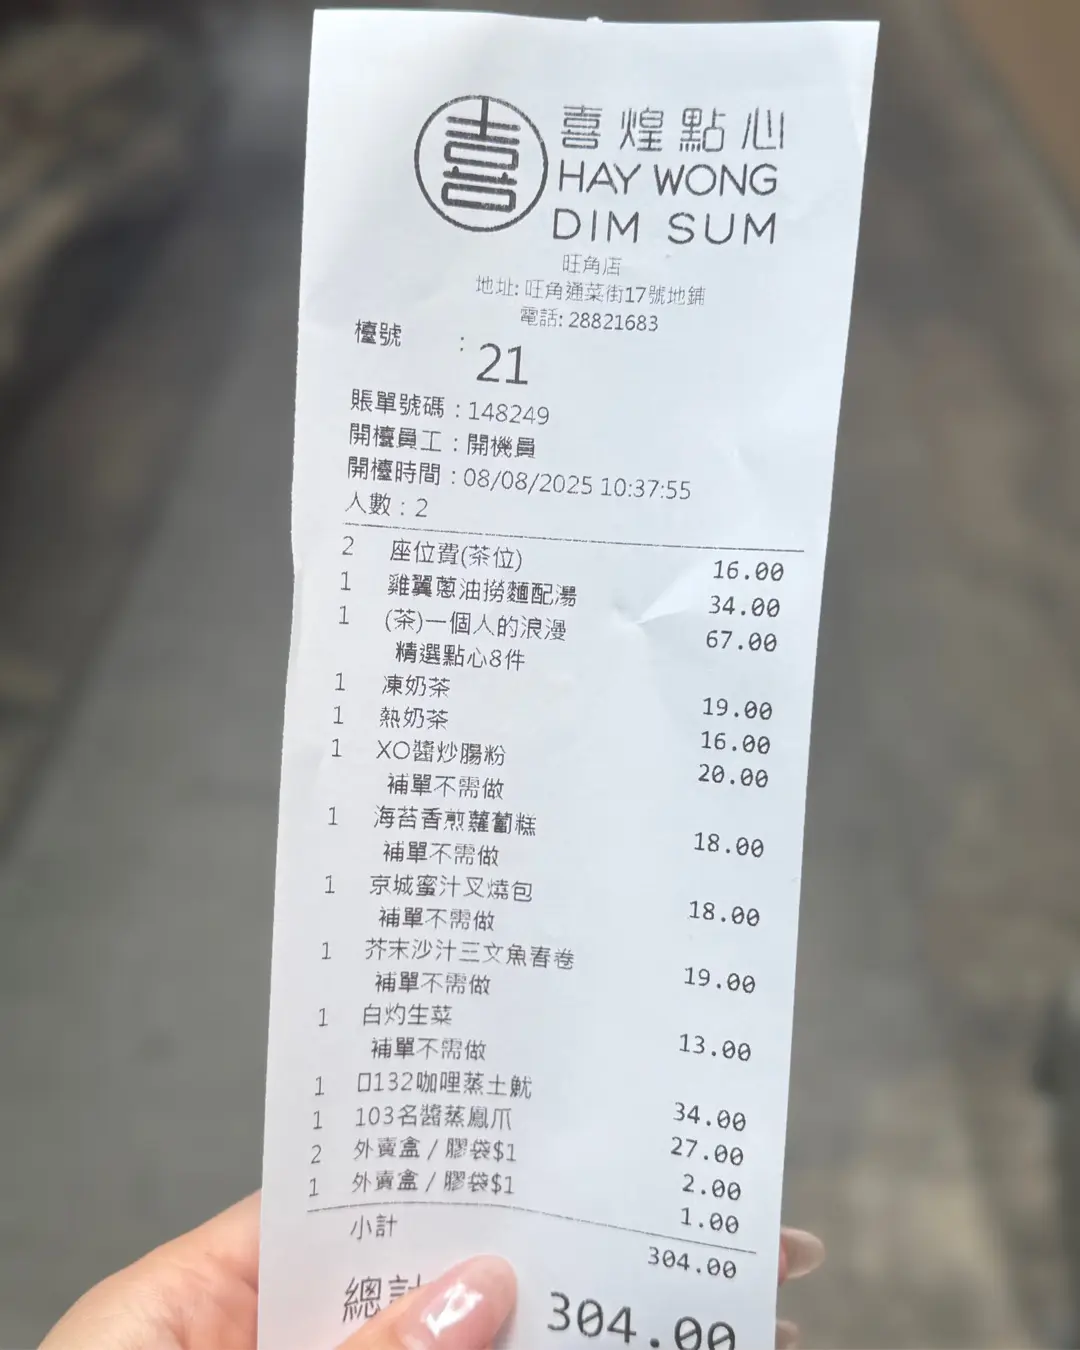 喜
喜煌點心
HAY WONG
DIM SUM
旺角店
地址: 旺角通菜街17號地鋪
電話: 28821683
檯號 : 21
賬單號碼 : 148249
開檯員工 : 開機員
開檯時間 : 08/08/2025 10:37:55
人數 : 2
2 座位費(茶位) 16.00
1 雞翼蔥油撈麵配湯 34.00
1 (茶)一個人的浪漫 67.00
精選點心8件
1 凍奶茶 19.00
1 熱奶茶 16.00
1 XO醬炒腸粉 20.00
補單不需做
1 海苔香煎蘿蔔糕 18.00
補單不需做
1 京城蜜汁叉燒包 18.00
補單不需做
1 芥末沙汁三文魚春卷 19.00
補單不需做
1 白灼生菜 13.00
補單不需做
1 口132咖哩蒸土魷 34.00
1 103名醬蒸鳳爪 27.00
2 外賣盒 / 膠袋$1 2.00
1 外賣盒 / 膠袋$1 1.00
小計 304.00
總計 304.00